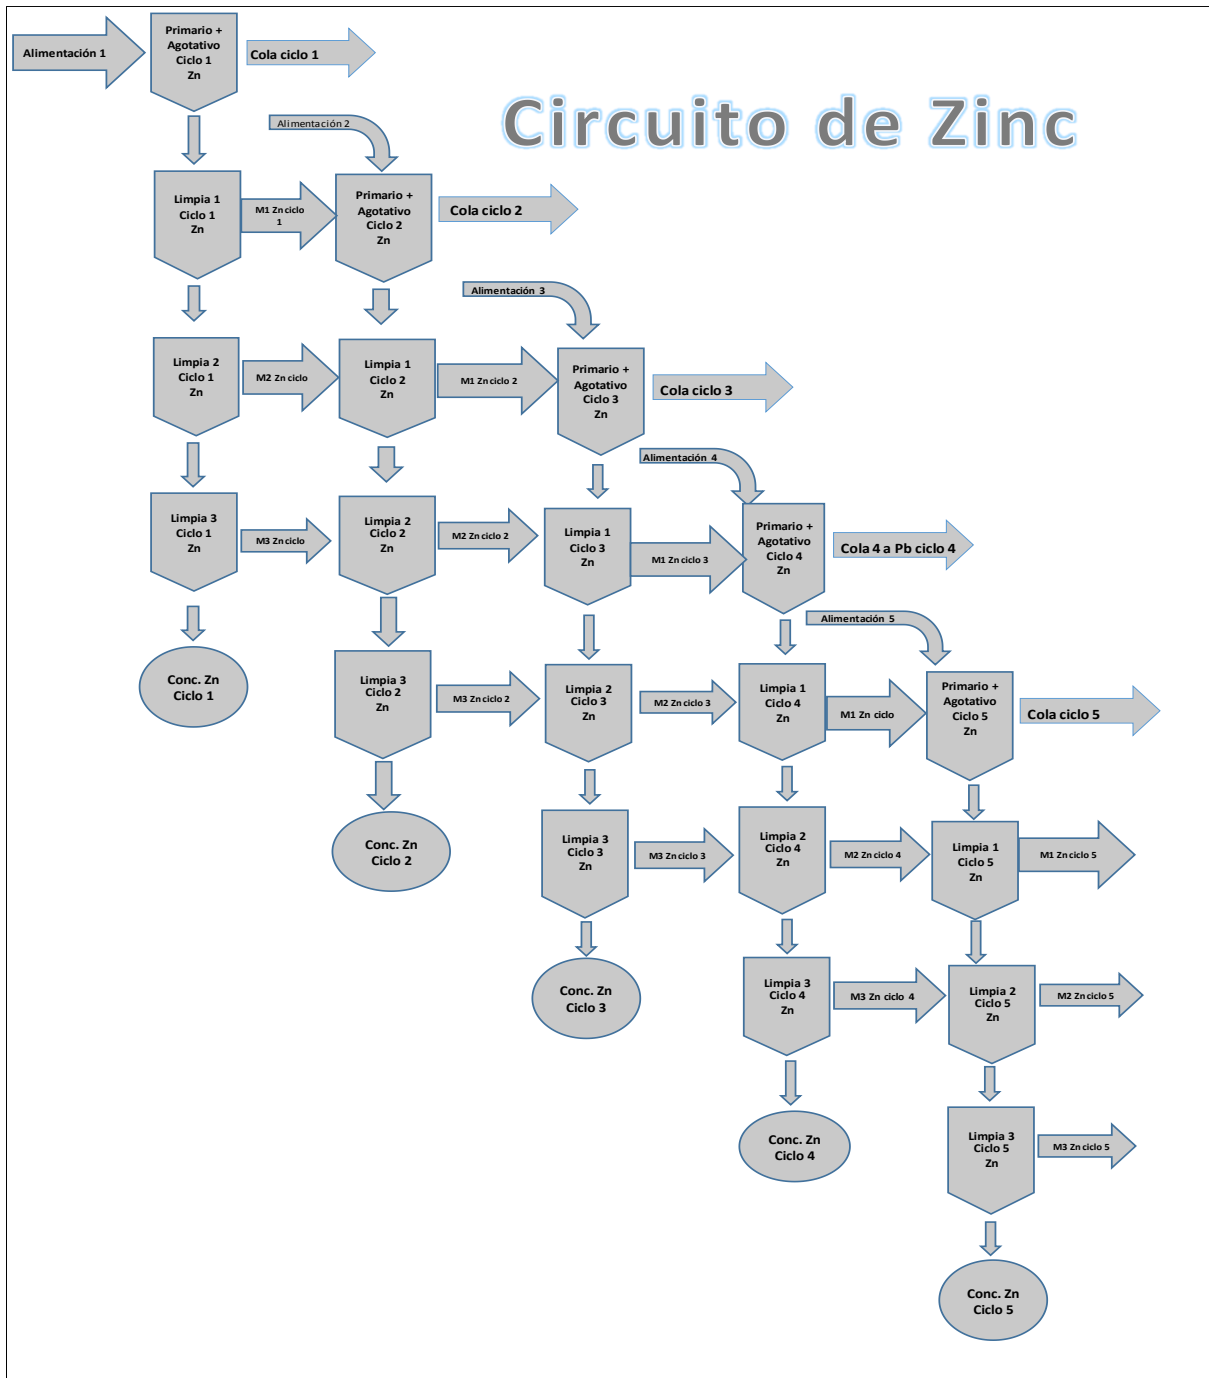 Circuito de Zinc
Alimentación 1
Primario +
Agotativo
Ciclo 1
Zn
Cola ciclo 1
Alimentación 2
Limpia 1
Ciclo 1
Zn
M1 Zn ciclo
1
Primario +
Agotativo
Ciclo 2
Zn
Cola ciclo 2
Alimentación 3
Limpia 2
Ciclo 1
Zn
M2 Zn ciclo
Limpia 1
Ciclo 2
Zn
M1 Zn ciclo 2
Primario +
Agotativo
Ciclo 3
Zn
Cola ciclo 3
Alimentación 4
Limpia 3
Ciclo 1
Zn
M3 Zn ciclo
Limpia 2
Ciclo 2
Zn
M2 Zn ciclo 2
Limpia 1
Ciclo 3
Zn
M1 Zn ciclo 3
Primario +
Agotativo
Ciclo 4
Zn
Cola 4 a Pb ciclo 4
Alimentación 5
Conc. Zn
Ciclo 1
Limpia 3
Ciclo 2
Zn
M3 Zn ciclo 2
Limpia 2
Ciclo 3
Zn
M2 Zn ciclo 3
Limpia 1
Ciclo 4
Zn
M1 Zn ciclo
Primario +
Agotativo
Ciclo 5
Zn
Cola ciclo 5
Conc. Zn
Ciclo 2
Limpia 3
Ciclo 3
Zn
M3 Zn ciclo 3
Limpia 2
Ciclo 4
Zn
M2 Zn ciclo 4
Limpia 1
Ciclo 5
Zn
M1 Zn ciclo 5
Conc. Zn
Ciclo 3
Limpia 3
Ciclo 4
Zn
M3 Zn ciclo 4
Limpia 2
Ciclo 5
Zn
M2 Zn ciclo 5
Conc. Zn
Ciclo 4
Limpia 3
Ciclo 5
Zn
M3 Zn ciclo 5
Conc. Zn
Ciclo 5